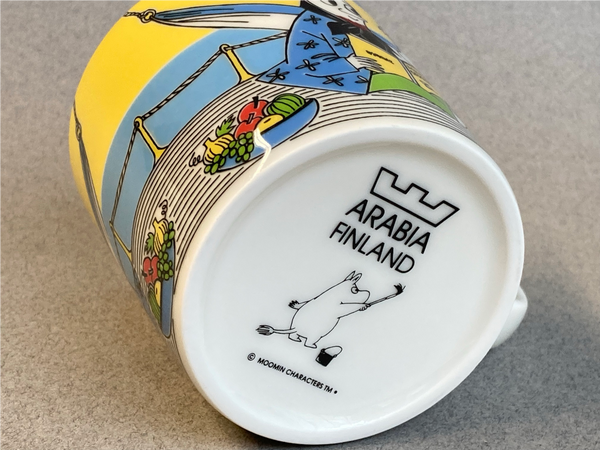 ARABIA
FINLAND
© MOOMIN CHARACTERS TM •